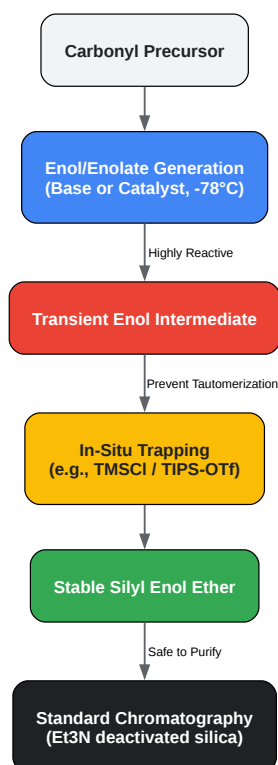 Carbonyl Precursor
Enol/Enolate Generation
(Base or Catalyst, -78°C)
Highly Reactive
Transient Enol Intermediate
Prevent Tautomerization
In-Situ Trapping
(e.g., TMSCl / TIPS-OTf)
Stable Silyl Enol Ether
Safe to Purify
Standard Chromatography
(Et3N deactivated silica)